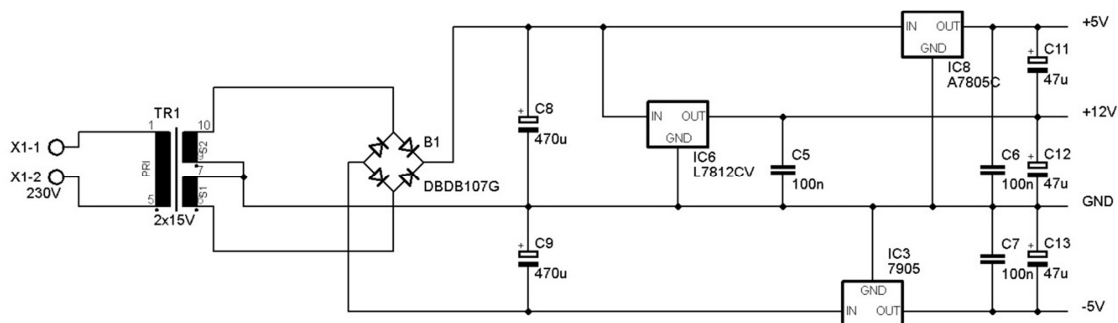 IN
OUT
GND
IC8
A7805C
+5V
C11
47u
+
TR1
1
10
S2
PRI
7
S1
5
2x15V
X1-1
X1-2
230V
B1
DBDB107G
+
C8
470u
IN
OUT
GND
IC6
L7812CV
+12V
C5
100n
C6
100n
+
C12
47u
GND
+
C9
470u
IC3
7905
GND
IN
OUT
C7
100n
+
C13
47u
-5V